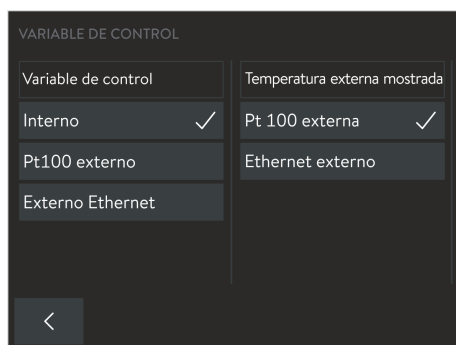 VARIABLE DE CONTROL
Variable de control
Interno
Pt100 externo
Externo Ethernet
Temperatura externa mostrada
Pt 100 externa
Ethernet externo